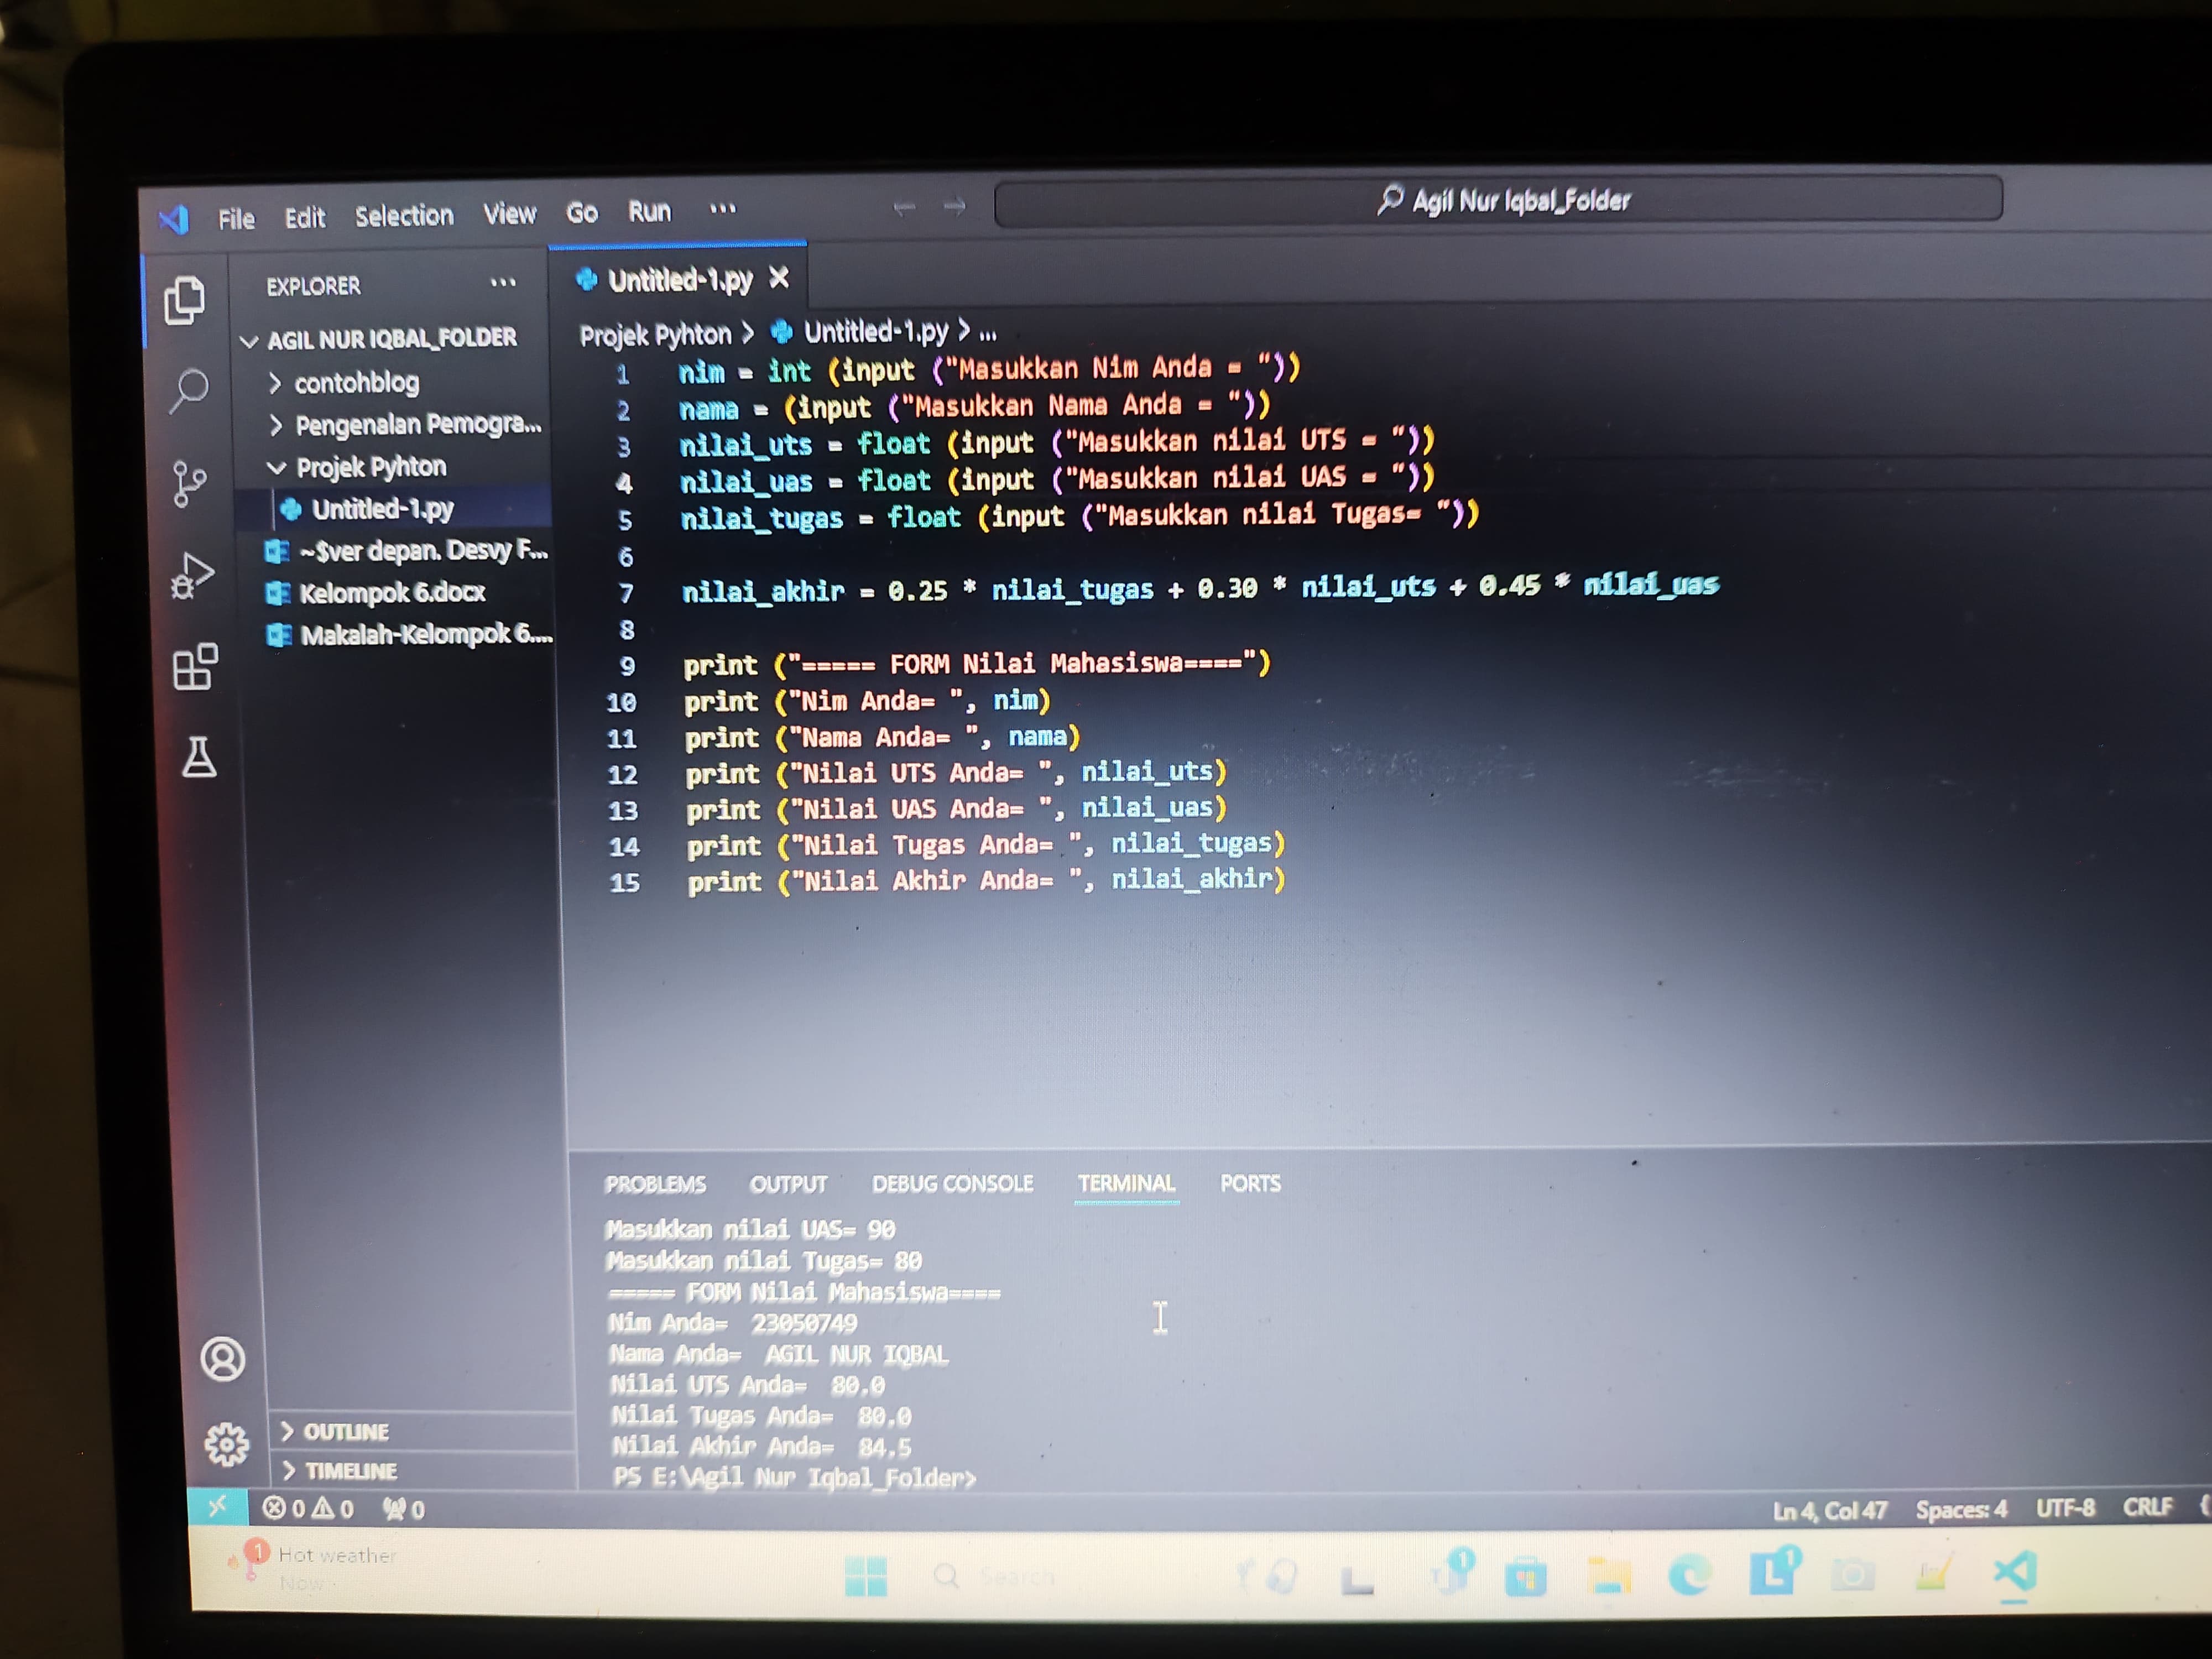 File Edit Selection View Go Run ···
Agil Nur Iqbal_Folder
EXPLORER ···
AGIL NUR IQBAL_FOLDER
contohblog
Pengenalan Pemogra...
Projek Pyhton
Untitled-1.py
~$ver depan. Desvy F...
Kelompok 6.docx
Makalah-Kelompok 6....
OUTLINE
TIMELINE
Untitled-1.py
Projek Pyhton > Untitled-1.py > ...
1 nim = int (input ("Masukkan Nim Anda = "))
2 nama = (input ("Masukkan Nama Anda = "))
3 nilai_uts = float (input ("Masukkan nilai UTS = "))
4 nilai_uas = float (input ("Masukkan nilai UAS = "))
5 nilai_tugas = float (input ("Masukkan nilai Tugas= "))
6
7 nilai_akhir = 0.25 * nilai_tugas + 0.30 * nilai_uts + 0.45 * nilai_uas
8
9 print ("===== FORM Nilai Mahasiswa====")
10 print ("Nim Anda= ", nim)
11 print ("Nama Anda= ", nama)
12 print ("Nilai UTS Anda= ", nilai_uts)
13 print ("Nilai UAS Anda= ", nilai_uas)
14 print ("Nilai Tugas Anda= ", nilai_tugas)
15 print ("Nilai Akhir Anda= ", nilai_akhir)
PROBLEMS OUTPUT DEBUG CONSOLE TERMINAL PORTS
Masukkan nilai UAS= 90
Masukkan nilai Tugas= 80
===== FORM Nilai Mahasiswa====
Nim Anda=  23050749
Nama Anda=  AGIL NUR IQBAL
Nilai UTS Anda=  80.0
Nilai Tugas Anda=  80.0
Nilai Akhir Anda=  84.5
PS E:\Agil Nur Iqbal_Folder>
0 0 0
Ln 4, Col 47 Spaces: 4 UTF-8 CRLF {
1 Hot weather
Now
Search
1
L 1